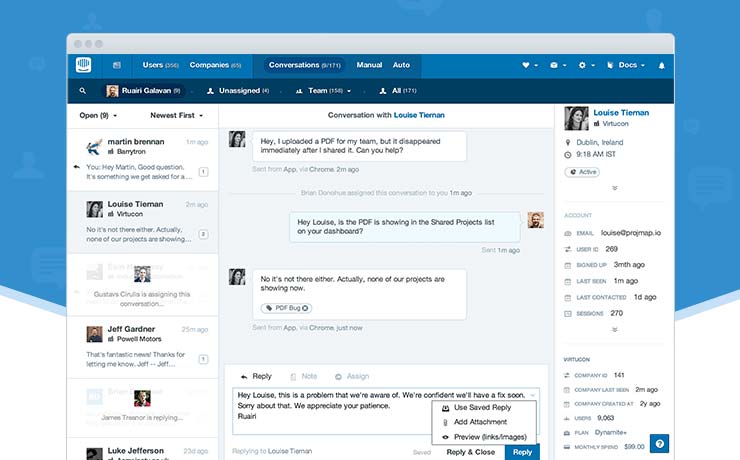 Users (356)
Companies (65)
Conversations (9/171)
Manual
Auto
Docs
Ruairi Galavan (9)
Unassigned (4)
Team (158)
All (171)
Open (9)
Newest First
martin brennan
1m ago
Barrytron
You: Hey Martin, Good question.
It's something we get asked for a ...
1
Louise Tiernan
2m ago
Virtucon
No it's not there either. Actually,
none of our projects are showing...
2
Gustavs Cirulis is assigning this
conversation...
Jeff Gardner
25m ago
Powell Motors
That's fantastic news! Thanks for
letting me know. Jeff -- Jeff...
1
James Treanor is replying...
Luke Jefferson
23d ago
Conversation with Louise Tiernan
Hey, I uploaded a PDF for my team, but it disappeared
immediately after I shared it. Can you help?
Sent from App, via Chrome. 2m ago
Brian Donohue assigned this conversation to you 1m ago
Hey Louise, is the PDF is showing in the Shared Projects list
on your dashboard?
Sent 1m ago
No it's not there either. Actually, none of our projects are
showing now.
PDF Bug
Sent from App, via Chrome. just now
Reply
Note
Assign
Hey Louise, this is a problem that we're aware of. We're confident we'll have a fix soon.
Sorry about that. We appreciate your patience.
Ruairi
Use Saved Reply
Add Attachment
Preview (links/images)
Replying to Louise Tiernan
Saved
Reply & Close
Reply
Louise Tiernan
Virtucon
Dublin, Ireland
9:18 AM IST
Active
ACCOUNT
EMAIL louise@projmap.io
USER ID 269
SIGNED UP 3mth ago
LAST SEEN 1m ago
LAST CONTACTED 1d ago
SESSIONS 270
VIRTUCON
COMPANY ID 141
COMPANY LAST SEEN 2m ago
COMPANY CREATED AT 2y ago
USERS 9,063
PLAN Dynamite+
MONTHLY SPEND $99.00
?